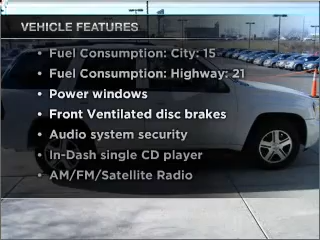 VEHICLE FEATURES
• Fuel Consumption: City: 15
• Fuel Consumption: Highway: 21
• Power windows
• Front Ventilated disc brakes
• Audio system security
• In-Dash single CD player
• AM/FM/Satellite Radio